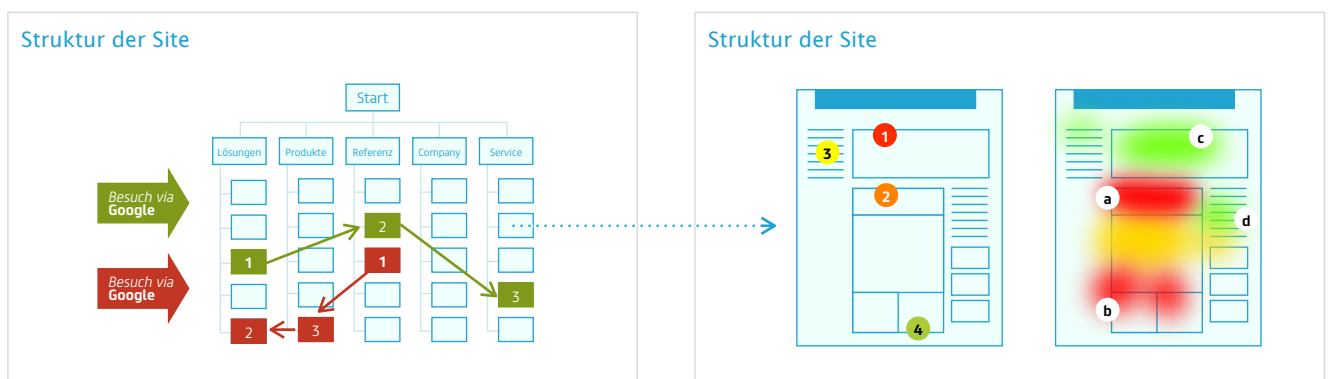 Struktur der Site
Start
Lösungen
Produkte
Referenz
Company
Service
Besuch via
Google
2
1
1
Besuch via
Google
3
2
3
Struktur der Site
1
3
2
4
c
a
d
b